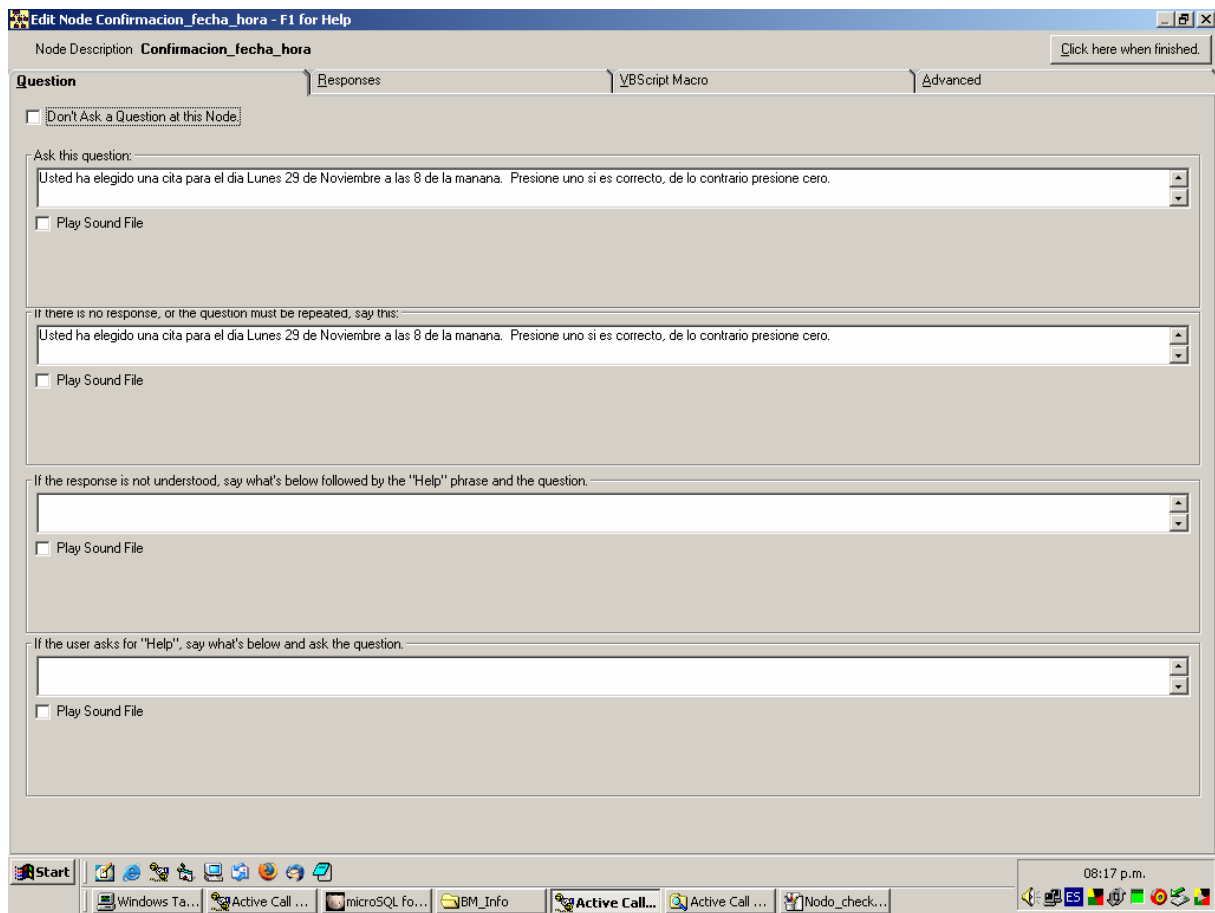 Edit Node Confirmacion_fecha_hora - F1 for Help
Node Description Confirmacion_fecha_hora
Click here when finished.
Question Responses VBScript Macro Advanced
Don't Ask a Question at this Node.
Ask this question:
Usted ha elegido una cita para el dia Lunes 29 de Noviembre a las 8 de la manana. Presione uno si es correcto, de lo contrario presione cero.
Play Sound File
If there is no response, or the question must be repeated, say this:
Usted ha elegido una cita para el dia Lunes 29 de Noviembre a las 8 de la manana. Presione uno si es correcto, de lo contrario presione cero.
Play Sound File
If the response is not understood, say what's below followed by the "Help" phrase and the question.
Play Sound File
If the user asks for "Help", say what's below and ask the question.
Play Sound File
Start
08:17 p.m.
Windows Ta... Active Call ... microSQL fo... BM_Info Active Call... Active Call ... Nodo_check... ES